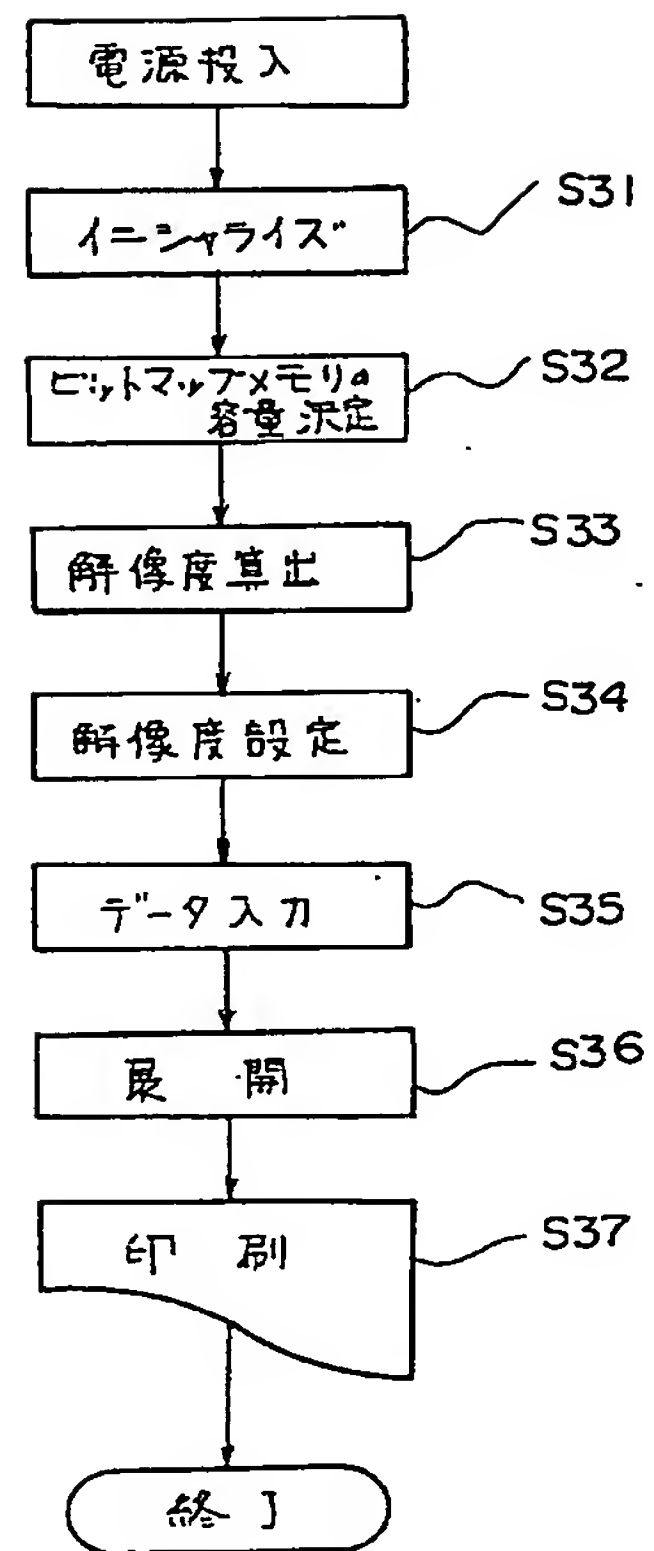 電源投入
イニシャライズ
S31
ビットマップメモリの
容量決定
S32
解像度算出
S33
解像度設定
S34
データ入力
S35
展 開
S36
印 刷
S37
終了